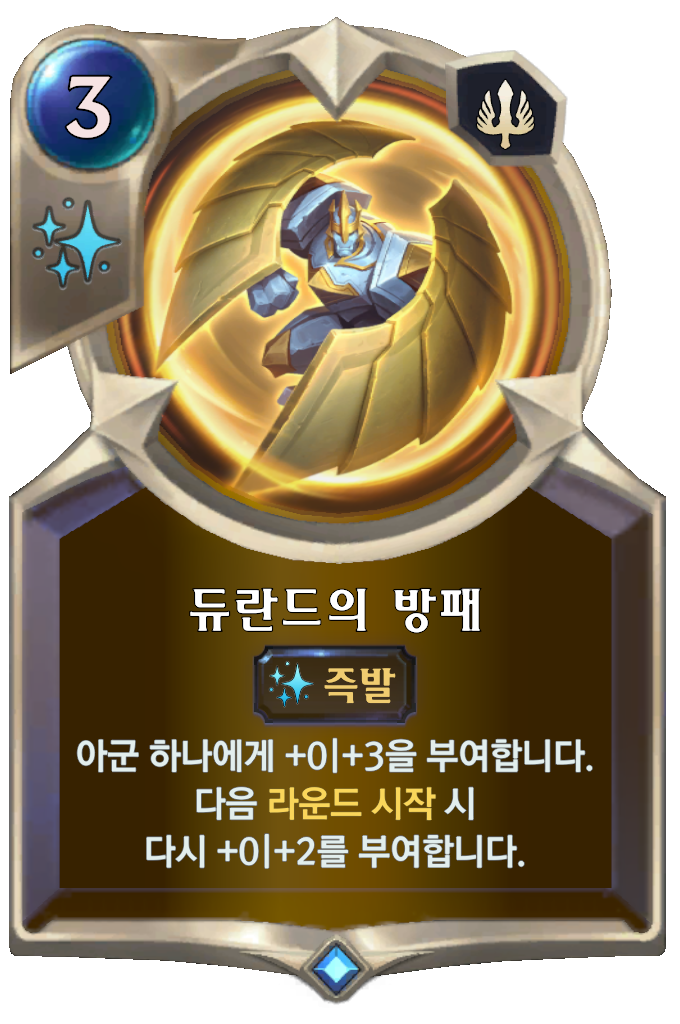 3
듀란드의 방패
즉발
아군 하나에게 +0|+3을 부여합니다.
다음 라운드 시작 시
다시 +0|+2를 부여합니다.